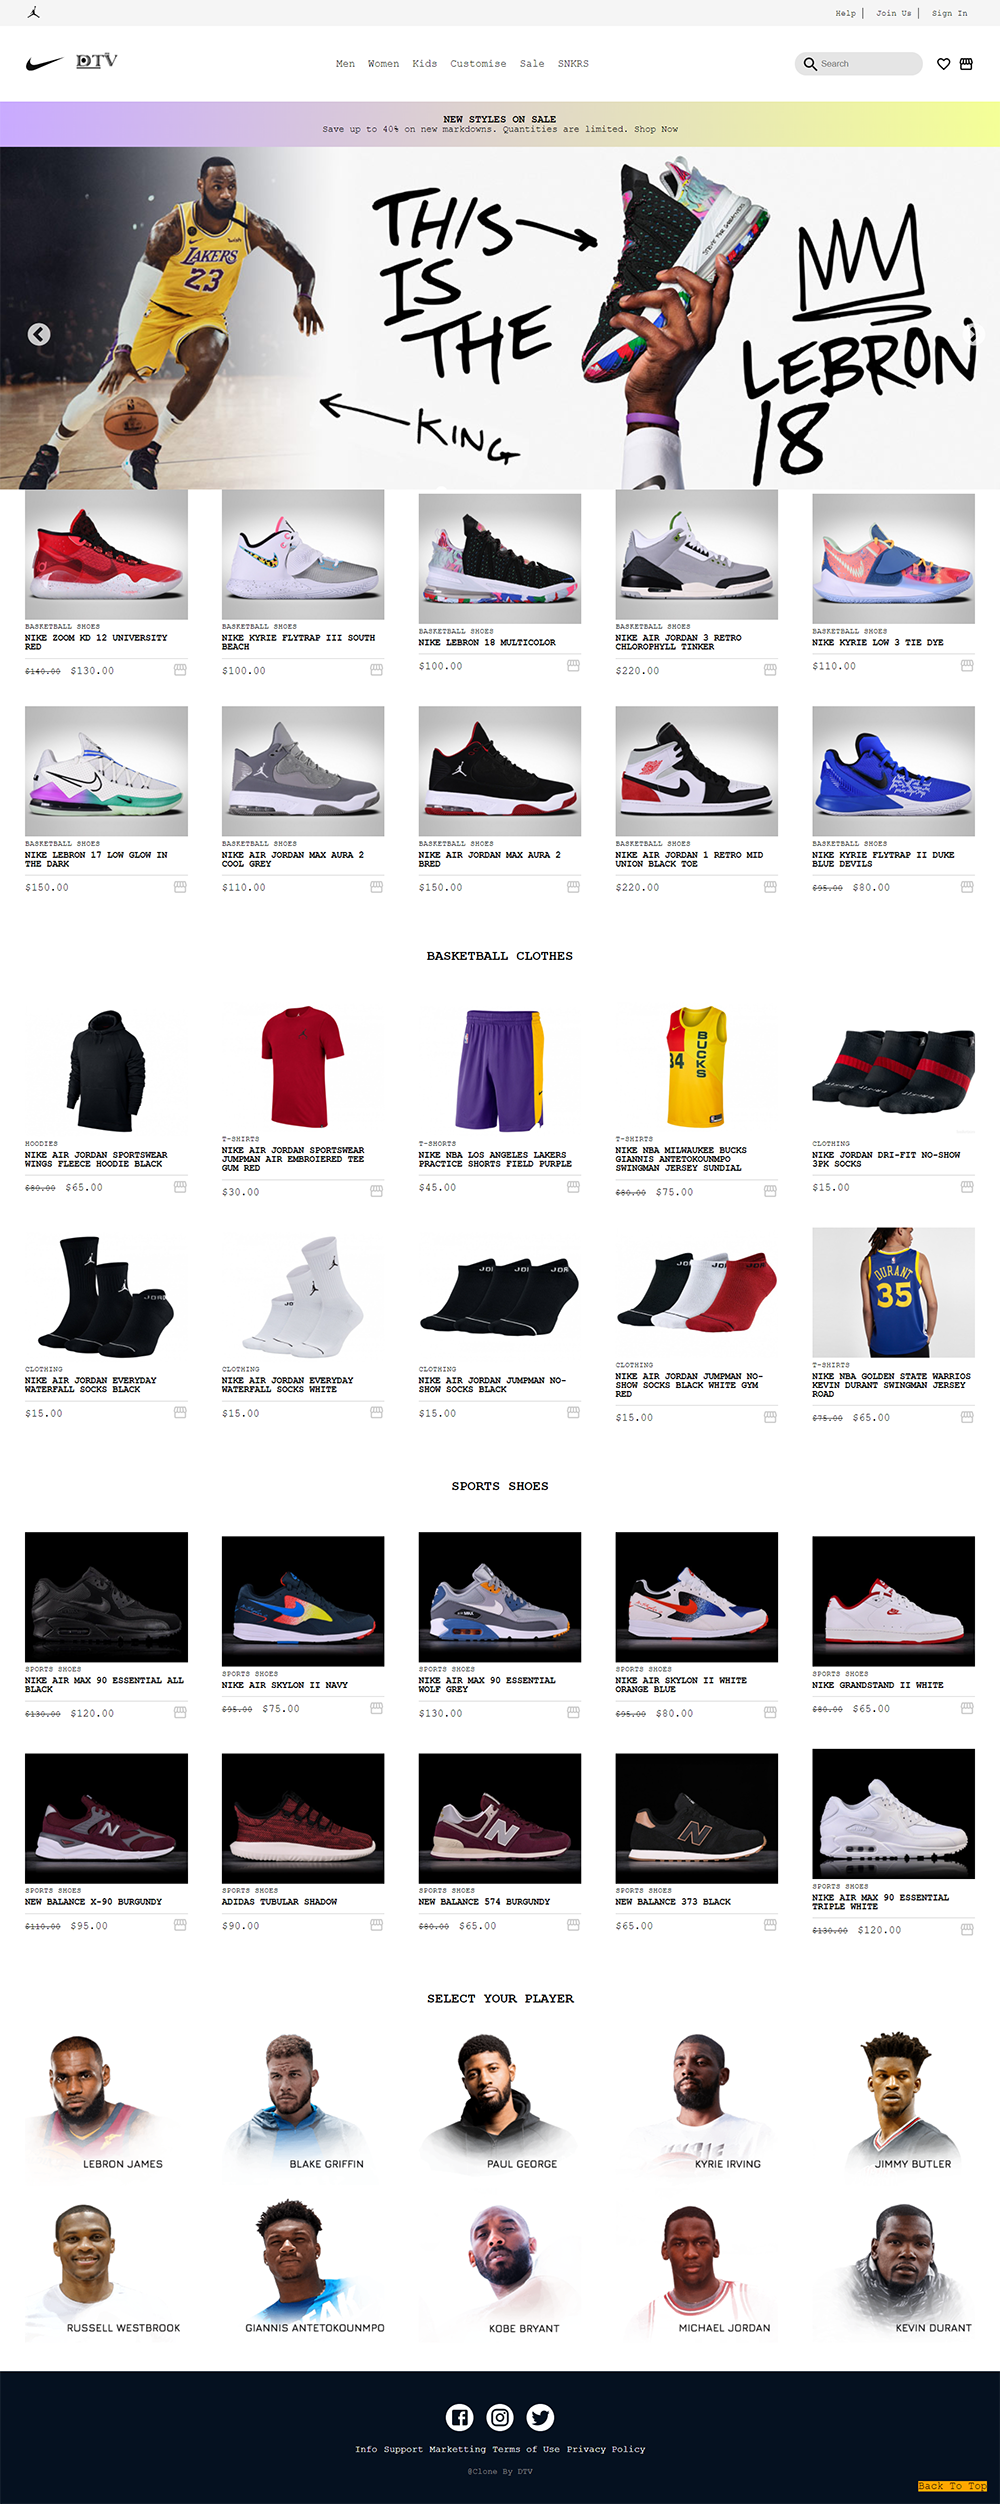 Help | Join Us | Sign In
DTV
Men Women Kids Customise Sale SNKRS
Search
NEW STYLES ON SALE
Save up to 40% on new markdowns. Quantities are limited. Shop Now
LAKERS
23
THIS
IS
THE
KING
LEBRON
18
BASKETBALL SHOES
NIKE ZOOM KD 12 UNIVERSITY
RED
$140.00 $130.00
BASKETBALL SHOES
NIKE KYRIE FLYTRAP III SOUTH
BEACH
$100.00
BASKETBALL SHOES
NIKE LEBRON 18 MULTICOLOR
$100.00
BASKETBALL SHOES
NIKE AIR JORDAN 3 RETRO
CHLOROPHYLL TINKER
$220.00
BASKETBALL SHOES
NIKE KYRIE LOW 3 TIE DYE
$110.00
BASKETBALL SHOES
NIKE LEBRON 17 LOW GLOW IN
THE DARK
$150.00
BASKETBALL SHOES
NIKE AIR JORDAN MAX AURA 2
COOL GREY
$110.00
BASKETBALL SHOES
NIKE AIR JORDAN MAX AURA 2
BRED
$150.00
BASKETBALL SHOES
NIKE AIR JORDAN 1 RETRO MID
UNION BLACK TOE
$220.00
BASKETBALL SHOES
NIKE KYRIE FLYTRAP II DUKE
BLUE DEVILS
$95.00 $80.00
BASKETBALL CLOTHES
HOODIES
NIKE AIR JORDAN SPORTSWEAR
WINGS FLEECE HOODIE BLACK
$80.00 $65.00
T-SHIRTS
NIKE AIR JORDAN SPORTSWEAR
JUMPMAN AIR EMBROIERED TEE
GUM RED
$30.00
T-SHORTS
NIKE NBA LOS ANGELES LAKERS
PRACTICE SHORTS FIELD PURPLE
$45.00
BUCKS
34
T-SHIRTS
NIKE NBA MILWAUKEE BUCKS
GIANNIS ANTETOKOUNMPO
SWINGMAN JERSEY SUNDIAL
$80.00 $75.00
CLOTHING
NIKE JORDAN DRI-FIT NO-SHOW
3PK SOCKS
$15.00
CLOTHING
NIKE AIR JORDAN EVERYDAY
WATERFALL SOCKS BLACK
$15.00
CLOTHING
NIKE AIR JORDAN EVERYDAY
WATERFALL SOCKS WHITE
$15.00
CLOTHING
NIKE AIR JORDAN JUMPMAN NO-
SHOW SOCKS BLACK
$15.00
CLOTHING
NIKE AIR JORDAN JUMPMAN NO-
SHOW SOCKS BLACK WHITE GYM
RED
$15.00
DURANT
35
T-SHIRTS
NIKE NBA GOLDEN STATE WARRIOS
KEVIN DURANT SWINGMAN JERSEY
ROAD
$75.00 $65.00
SPORTS SHOES
SPORTS SHOES
NIKE AIR MAX 90 ESSENTIAL ALL
BLACK
$130.00 $120.00
SPORTS SHOES
NIKE AIR SKYLON II NAVY
$95.00 $75.00
SPORTS SHOES
NIKE AIR MAX 90 ESSENTIAL
WOLF GREY
$130.00
SPORTS SHOES
NIKE AIR SKYLON II WHITE
ORANGE BLUE
$95.00 $80.00
SPORTS SHOES
NIKE GRANDSTAND II WHITE
$80.00 $65.00
SPORTS SHOES
NEW BALANCE X-90 BURGUNDY
$110.00 $95.00
SPORTS SHOES
ADIDAS TUBULAR SHADOW
$90.00
SPORTS SHOES
NEW BALANCE 574 BURGUNDY
$80.00 $65.00
SPORTS SHOES
NEW BALANCE 373 BLACK
$65.00
SPORTS SHOES
NIKE AIR MAX 90 ESSENTIAL
TRIPLE WHITE
$130.00 $120.00
SELECT YOUR PLAYER
LEBRON JAMES
BLAKE GRIFFIN
PAUL GEORGE
KYRIE IRVING
JIMMY BUTLER
RUSSELL WESTBROOK
GIANNIS ANTETOKOUNMPO
KOBE BRYANT
MICHAEL JORDAN
KEVIN DURANT
Info Support Marketting Terms of Use Privacy Policy
@Clone By DTV
Back To Top